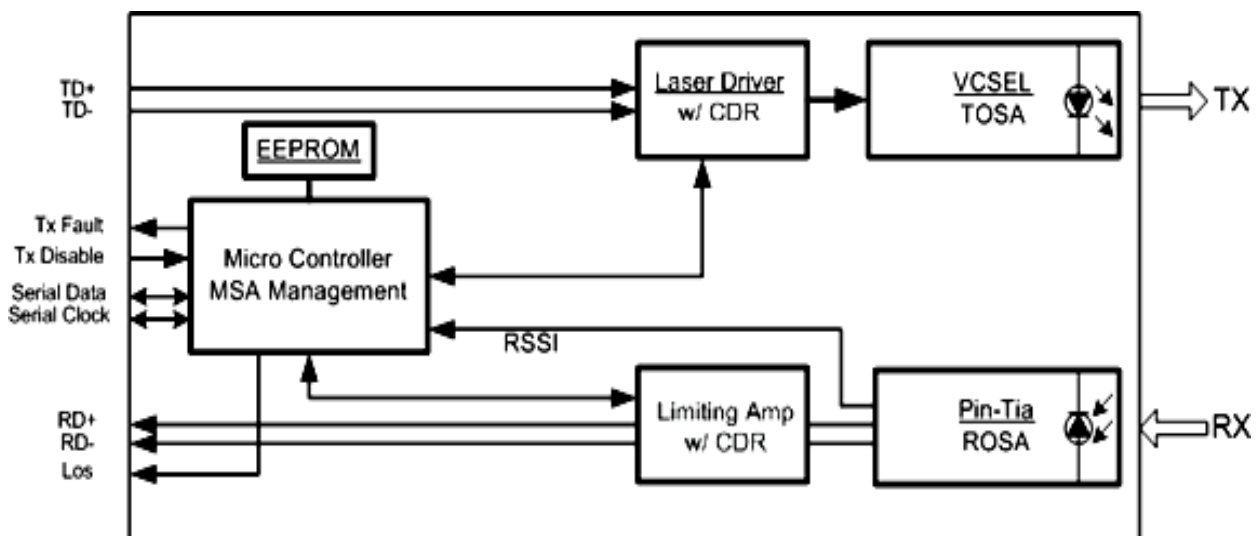 TD+
TD-
Laser Driver
w/ CDR
VCSEL
TOSA
TX
EEPROM
Tx Fault
Tx Disable
Serial Data
Serial Clock
Micro Controller
MSA Management
RSSI
RD+
RD-
Los
Limiting Amp
w/ CDR
Pin-Tia
ROSA
RX